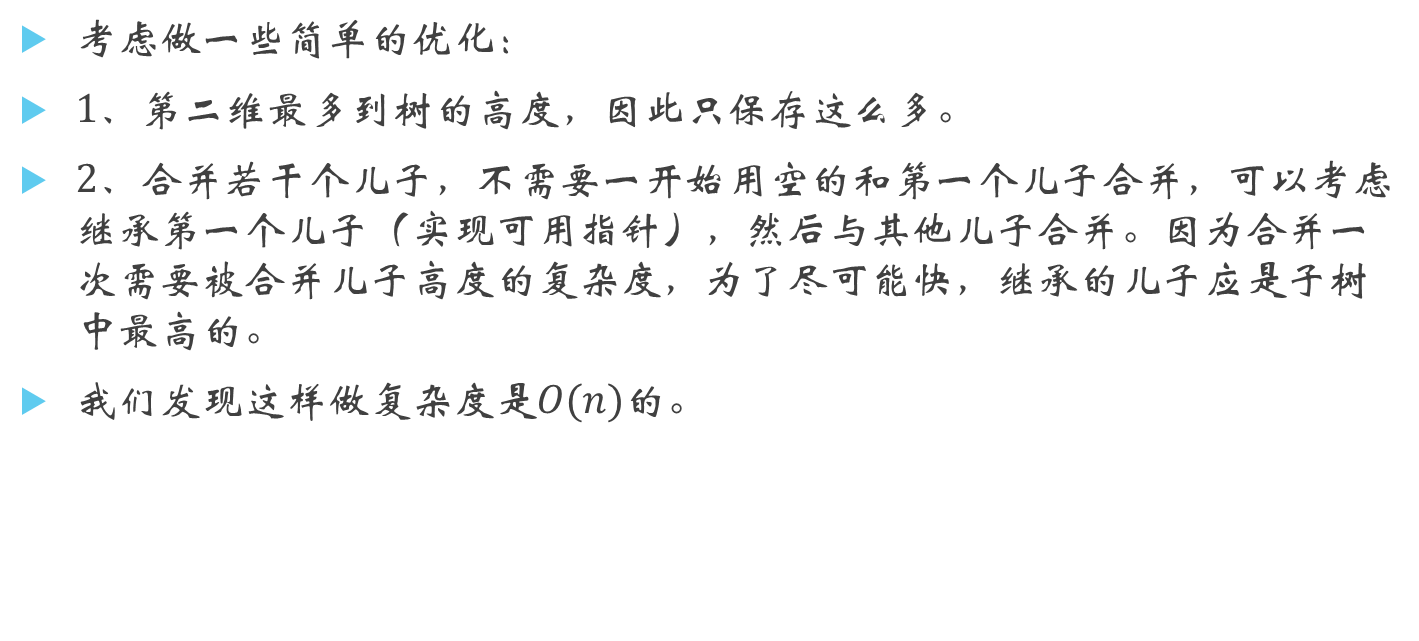 考虑做一些简单的优化：
1、第二维最多到树的高度，因此只保存这么多。
2、合并若干个儿子，不需要一开始用空的和第一个儿子合并，可以考虑
继承第一个儿子（实现可用指针），然后与其他儿子合并。因为合并一
次需要被合并儿子高度的复杂度，为了尽可能快，继承的儿子应是子树
中最高的。
我们发现这样做复杂度是O(n)的。